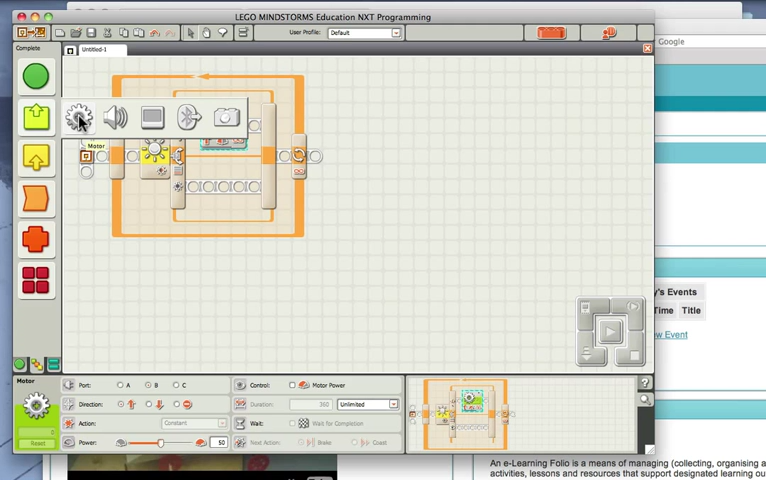 LEGO MINDSTORMS Education NXT Programming
User Profile:
Default
Google
Complete
Untitled-1
Motor
y's Events
Time Title
w Event
Motor
Port: A B C
Control: Motor Power
Direction:
Duration: 360 Unlimited
Action: Constant
Wait: Wait for Completion
Power: 50
Next Action: Brake Coast
Reset
?
An e-Learning Folio is a means of managing (collecting, organising a
activities, lessons and resources that support designated learning ou